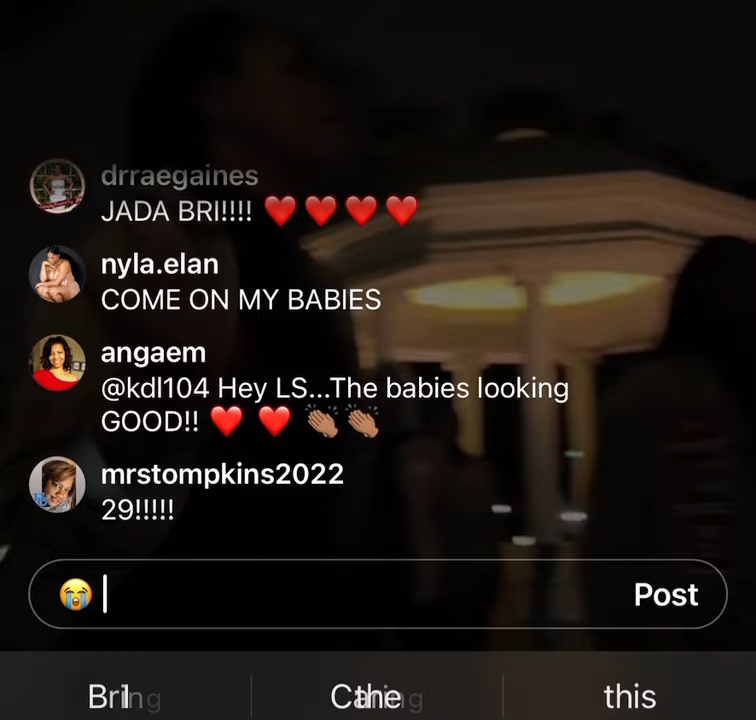 drraegaines
JADA BRI!!!! ❤️ ❤️ ❤️ ❤️
nyla.elan
COME ON MY BABIES
angaem
@kdl104 Hey LS...The babies looking
GOOD!! ❤️ ❤️ 👏🏽 👏🏽
mrstompkins2022
29!!!!!
😭 Post
this